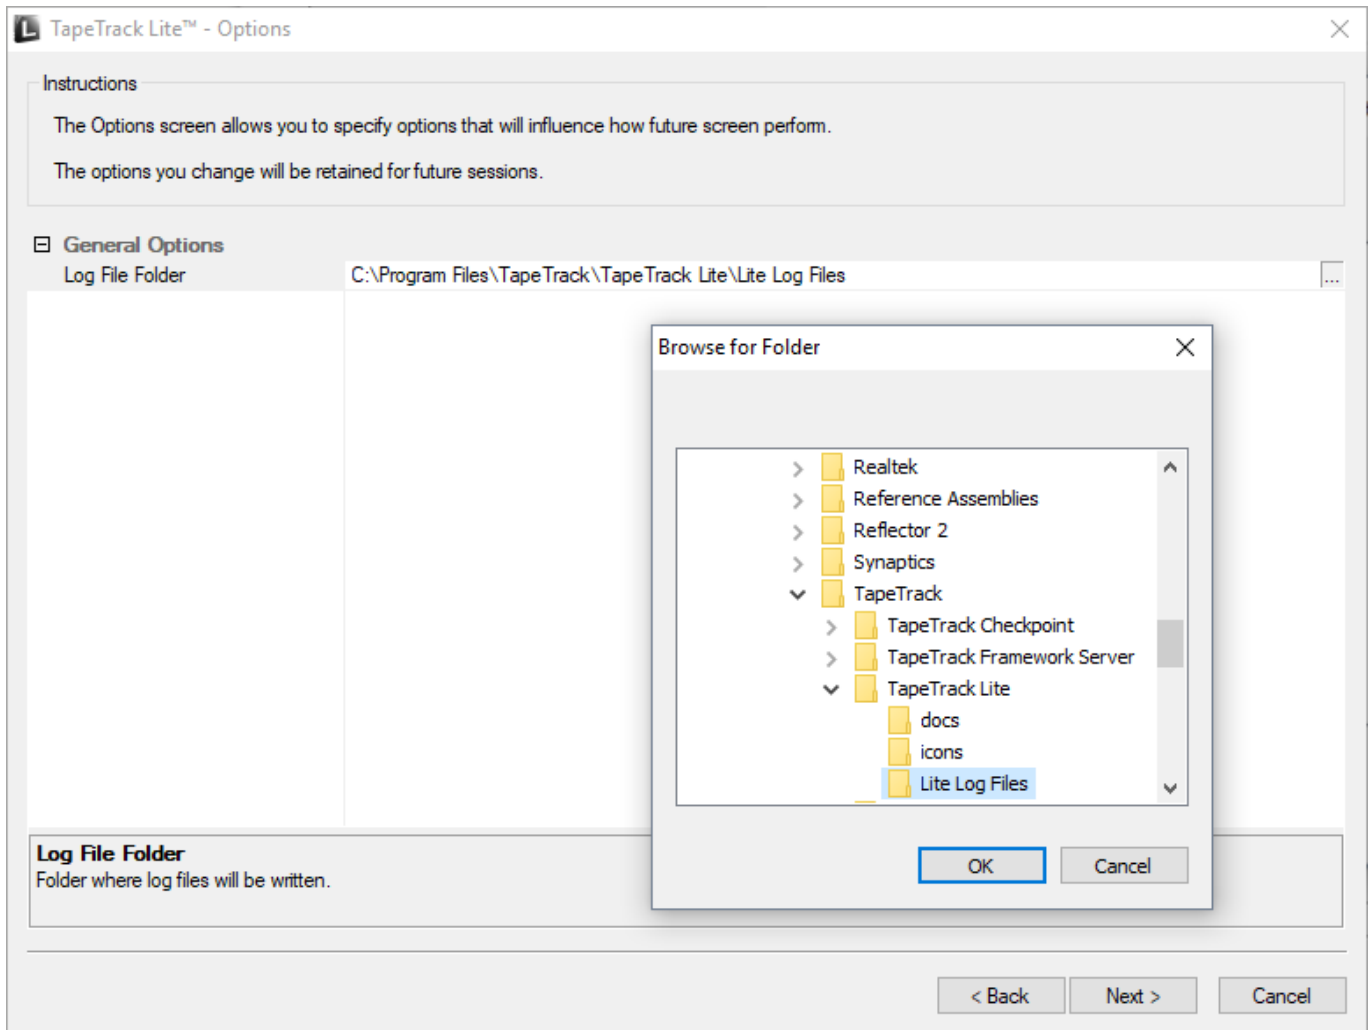 TapeTrack Lite™ - Options
Instructions
The Options screen allows you to specify options that will influence how future screen perform.
The options you change will be retained for future sessions.
General Options
Log File Folder
C:\Program Files\TapeTrack\TapeTrack Lite\Lite Log Files
...
Browse for Folder
Realtek
Reference Assemblies
Reflector 2
Synaptics
TapeTrack
TapeTrack Checkpoint
TapeTrack Framework Server
TapeTrack Lite
docs
icons
Lite Log Files
OK
Cancel
Log File Folder
Folder where log files will be written.
< Back
Next >
Cancel